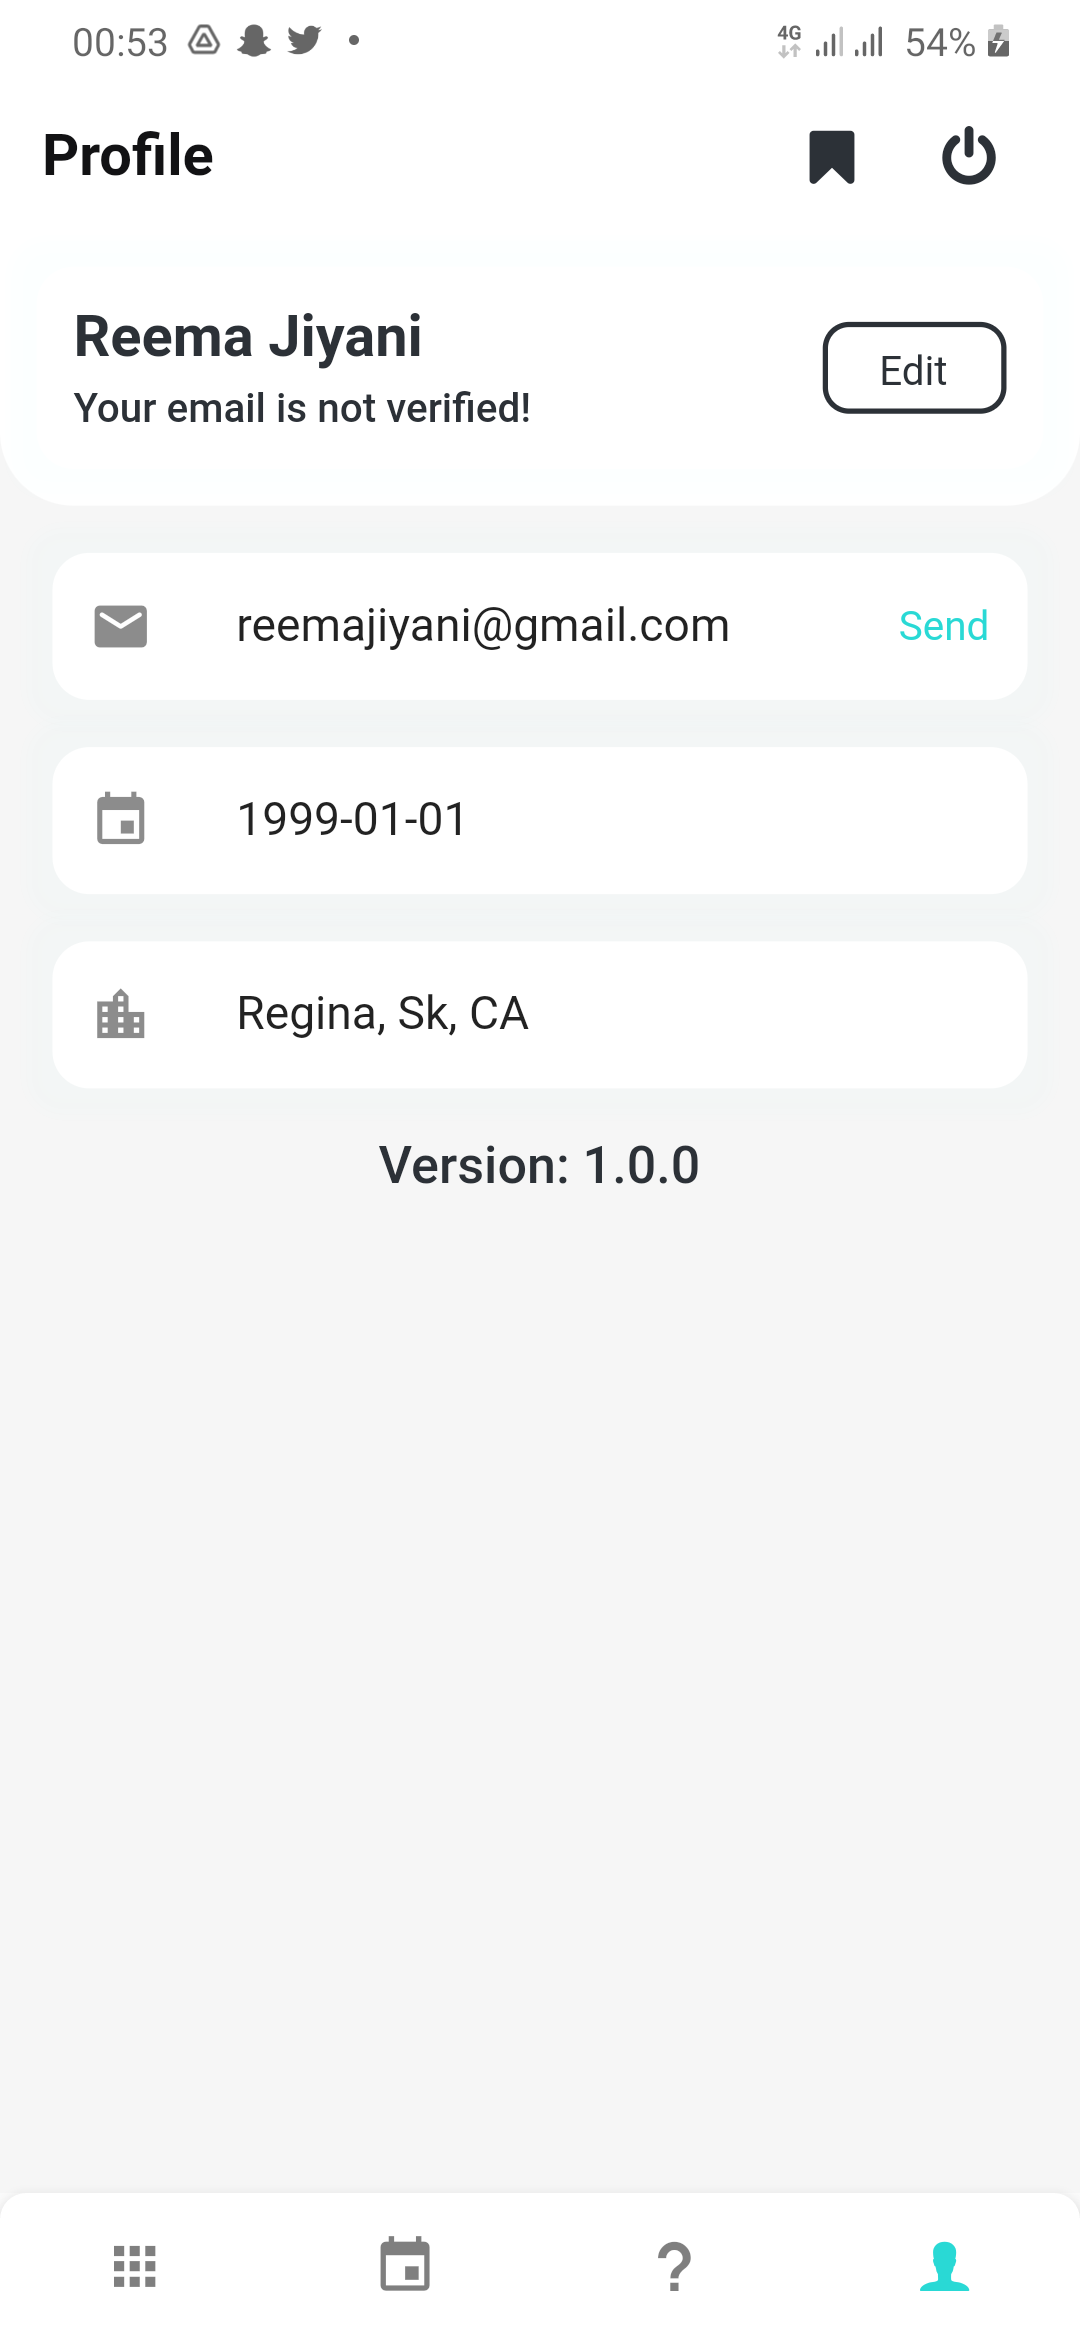 00:53
4G
54%
Profile
Reema Jiyani
Your email is not verified!
Edit
reemajiyani@gmail.com
Send
1999-01-01
Regina, Sk, CA
Version: 1.0.0
?